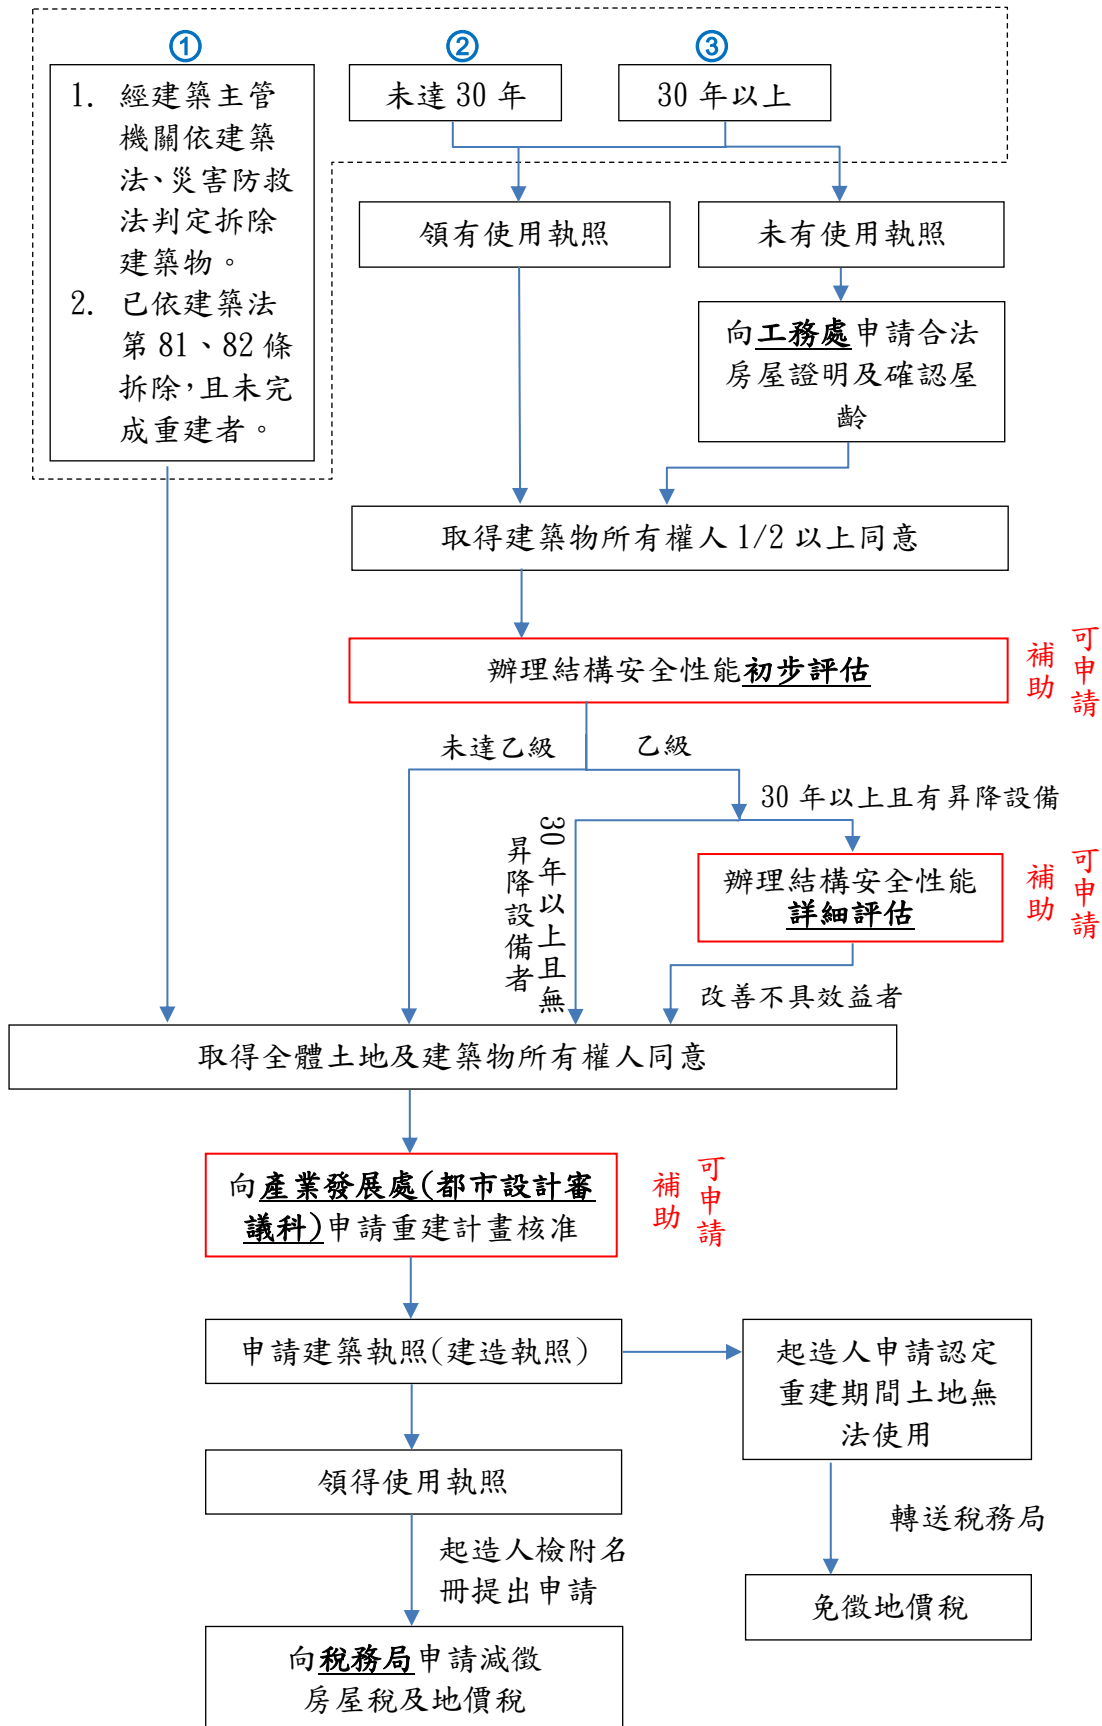 ①
②
③
1. 經建築主管
機關依建築
法、災害防救
法判定拆除
建築物。
2. 已依建築法
第 81、82 條
拆除,且未完
成重建者。
未達 30 年
30 年以上
領有使用執照
未有使用執照
向工務處申請合法
房屋證明及確認屋
齡
取得建築物所有權人 1/2 以上同意
辦理結構安全性能初步評估
可申請
補助
未達乙級
乙級
30 年以上且有昇降設備
30 年以上且無
昇降設備者
辦理結構安全性能
詳細評估
可申請
補助
改善不具效益者
取得全體土地及建築物所有權人同意
向產業發展處(都市設計審
議科)申請重建計畫核准
可申請
補助
申請建築執照(建造執照)
起造人申請認定
重建期間土地無
法使用
領得使用執照
轉送稅務局
起造人檢附名
冊提出申請
免徵地價稅
向稅務局申請減徵
房屋稅及地價稅